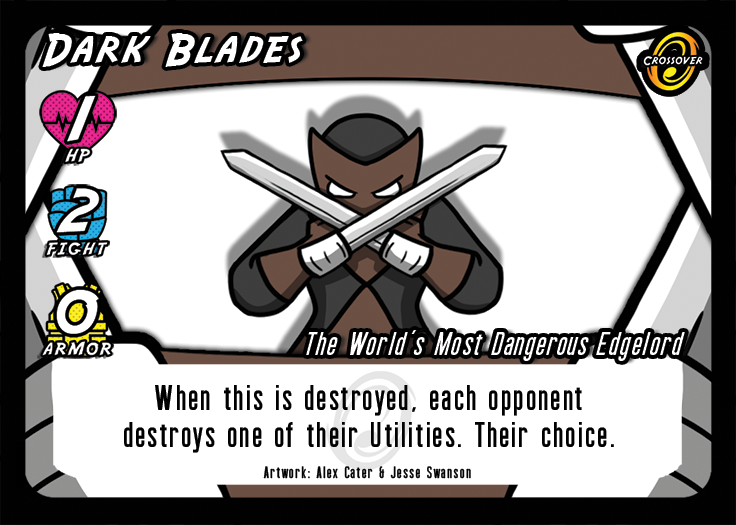 Dark Blades
Crossover
1
HP
2
Fight
0
Armor
The World's Most Dangerous Edgelord
When this is destroyed, each opponent
destroys one of their Utilities. Their choice.
Artwork: Alex Cater & Jesse Swanson